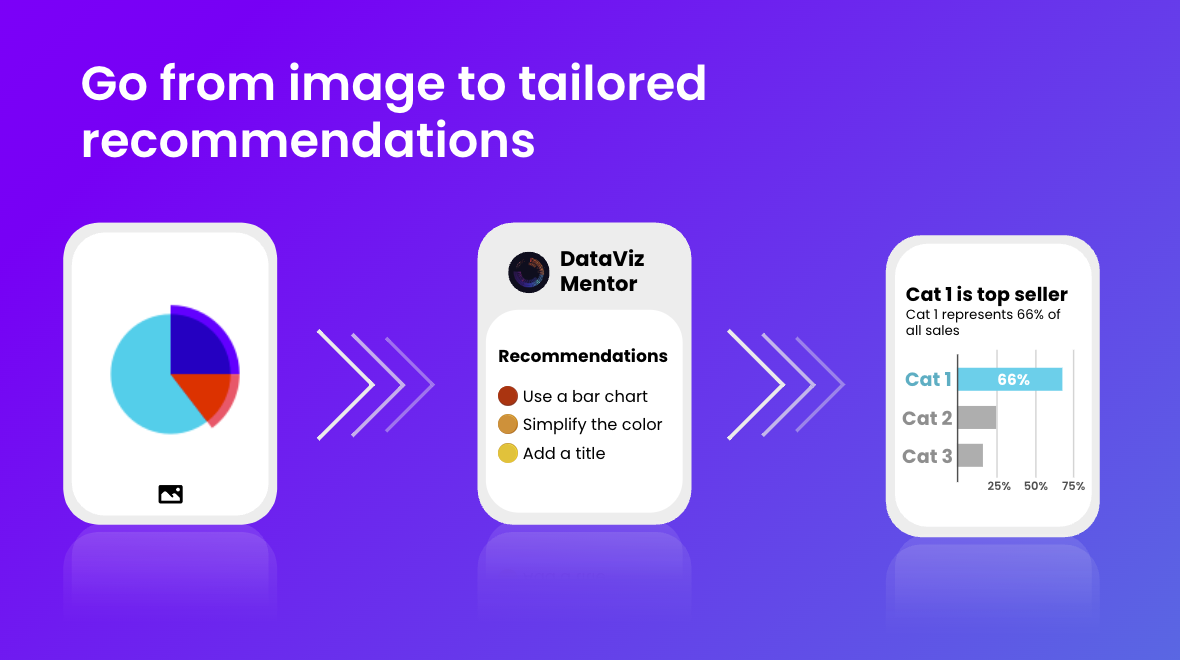 Go from image to tailored
recommendations
DataViz
Mentor
Recommendations
Use a bar chart
Simplify the color
Add a title
Cat 1 is top seller
Cat 1 represents 66% of
all sales
Cat 1 66%
Cat 2
Cat 3
25% 50% 75%